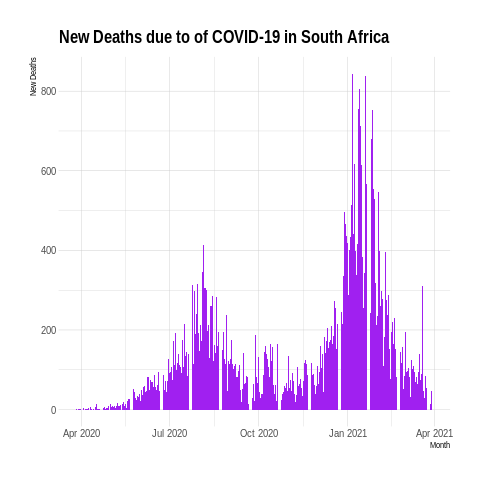 New Deaths due to of COVID-19 in South Africa
New Deaths
800
600
400
200
0
Apr 2020 Jul 2020 Oct 2020 Jan 2021 Apr 2021
Month